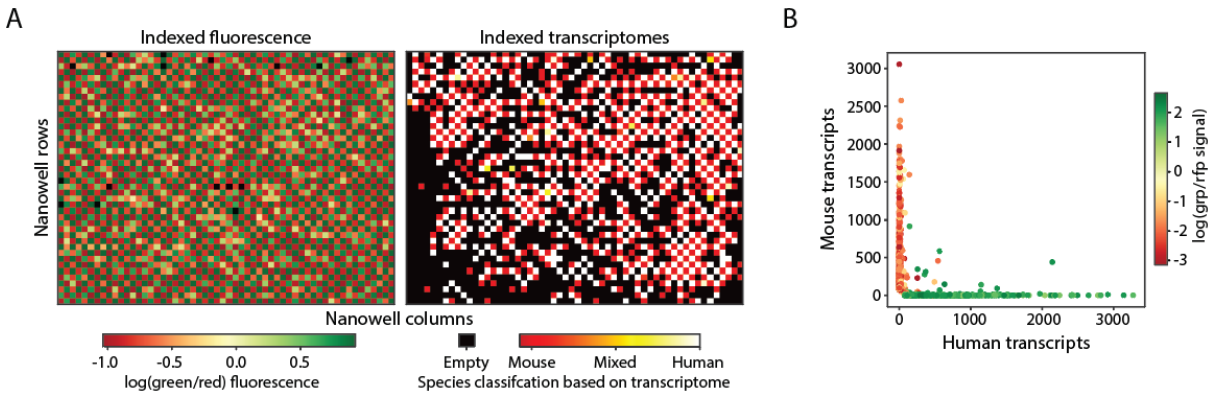 A
Indexed fluorescence
Indexed transcriptomes
Nanowell rows
Nanowell columns
-1.0 -0.5 0.0 0.5
log(green/red) fluorescence
Empty Mouse Mixed Human
Species classifcation based on transcriptome
B
Mouse transcripts
3000
2500
2000
1500
1000
500
0
0 1000 2000 3000
Human transcripts
2
1
0
-1
-2
-3
log(grp/rfp signal)